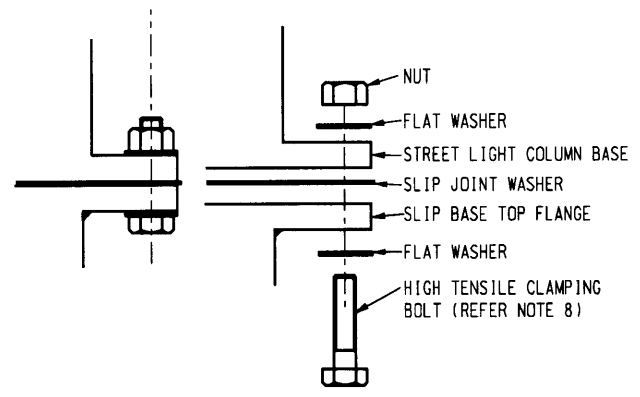 NUT
FLAT WASHER
STREET LIGHT COLUMN BASE
SLIP JOINT WASHER
SLIP BASE TOP FLANGE
FLAT WASHER
HIGH TENSILE CLAMPING
BOLT (REFER NOTE 8)